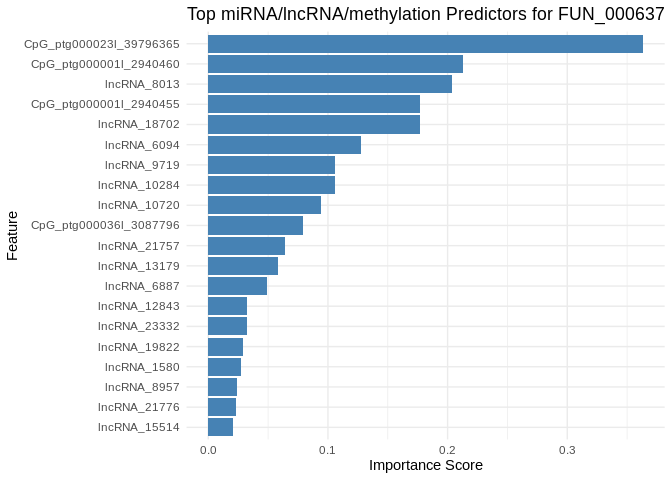 Top miRNA/lncRNA/methylation Predictors for FUN_000637
CpG_ptg000023l_39796365
CpG_ptg000001l_2940460
lncRNA_8013
CpG_ptg000001l_2940455
lncRNA_18702
lncRNA_6094
lncRNA_9719
lncRNA_10284
lncRNA_10720
CpG_ptg000036l_3087796
lncRNA_21757
lncRNA_13179
lncRNA_6887
lncRNA_12843
lncRNA_23332
lncRNA_19822
lncRNA_1580
lncRNA_8957
lncRNA_21776
lncRNA_15514
Feature
0.0 0.1 0.2 0.3
Importance Score